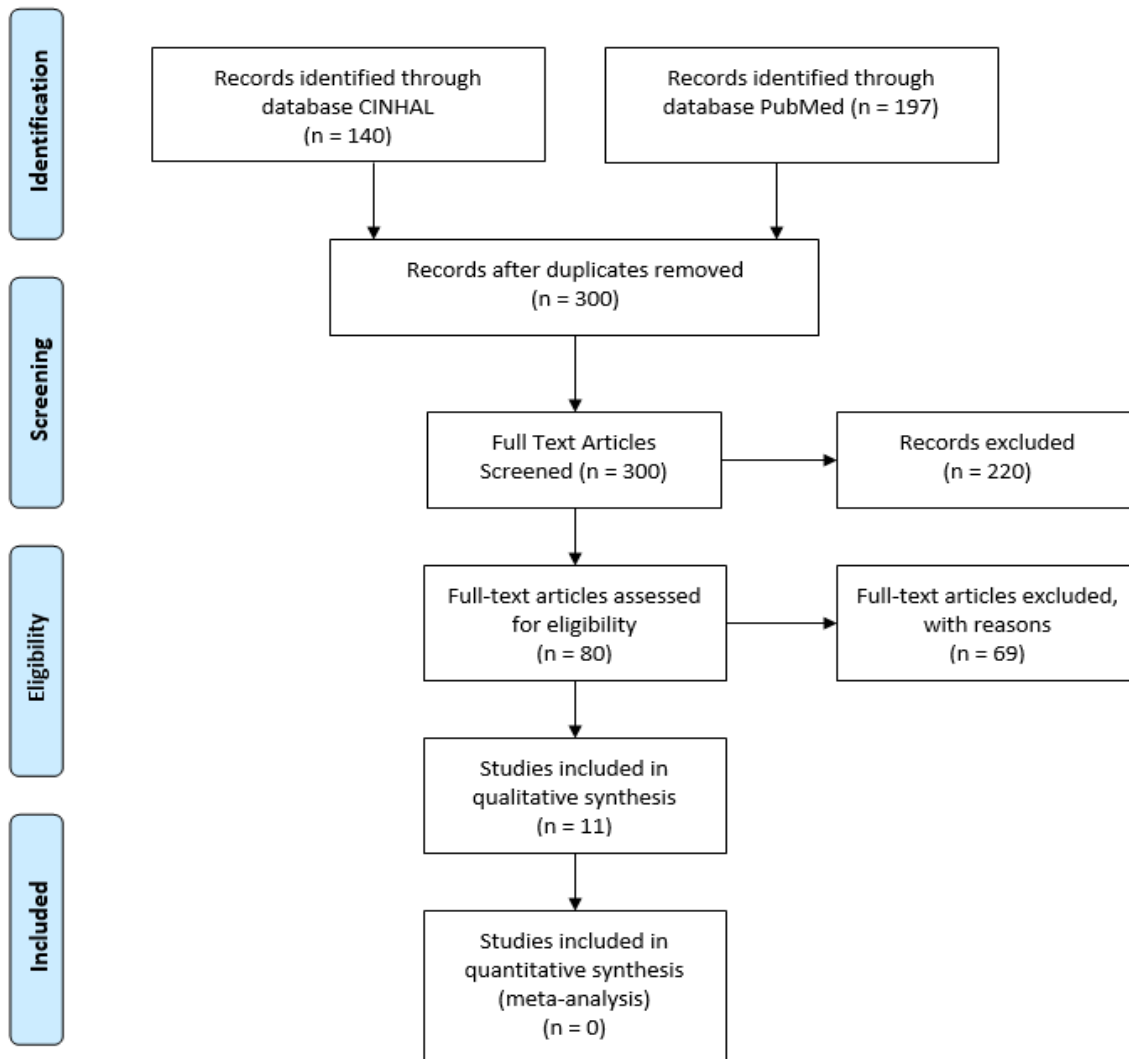 Identification
Records identified through
database CINHAL
(n = 140)
Records identified through
database PubMed (n = 197)
Records after duplicates removed
(n = 300)
Screening
Full Text Articles
Screened (n = 300)
Records excluded
(n = 220)
Eligibility
Full-text articles assessed
for eligibility
(n = 80)
Full-text articles excluded,
with reasons
(n = 69)
Studies included in
qualitative synthesis
(n = 11)
Included
Studies included in
quantitative synthesis
(meta-analysis)
(n = 0)